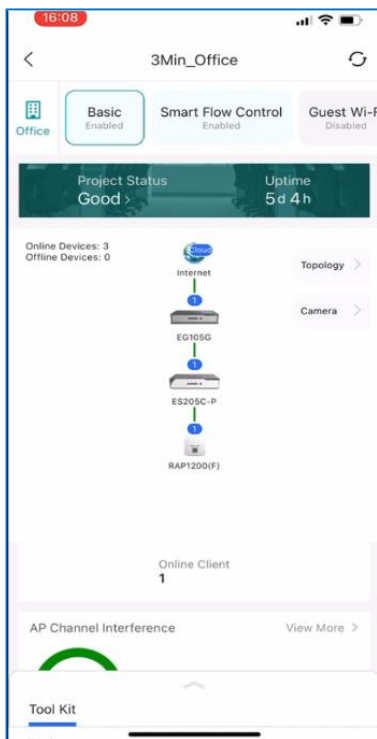 16:08
3Min_Office
Office
Basic
Enabled
Smart Flow Control
Enabled
Guest Wi-F
Disabled
Project Status
Good >
Uptime
5 d 4 h
Online Devices: 3
Offline Devices: 0
Cloud
Internet
Topology >
Camera >
1
EG105G
1
ES205C-P
1
RAP1200(F)
Online Client
1
AP Channel Interference
View More >
Tool Kit